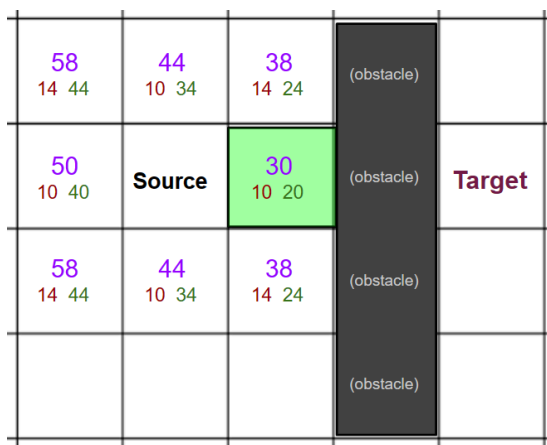 58 44 38
14 44 10 34 14 24 (obstacle)
50 Source 30 (obstacle) Target
10 40 10 20
58 44 38 (obstacle)
14 44 10 34 14 24
(obstacle)